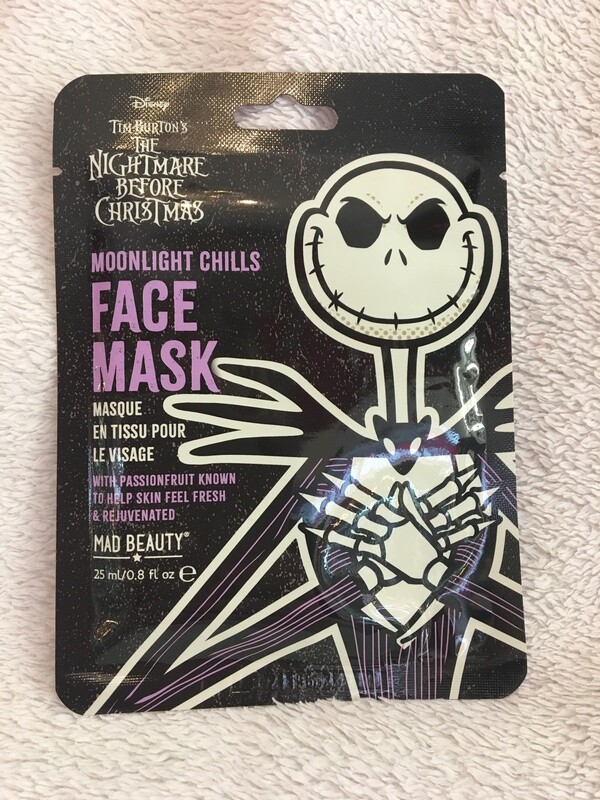 Disney
TIM BURTON'S
THE
NIGHTMARE
BEFORE
CHRISTMAS
MOONLIGHT CHILLS
FACE
MASK
MASQUE
EN TISSU POUR
LE VISAGE
WITH PASSIONFRUIT KNOWN
TO HELP SKIN FEEL FRESH
& REJUVENATED
MAD BEAUTY®
25 mL/0.8 fl oz ℮